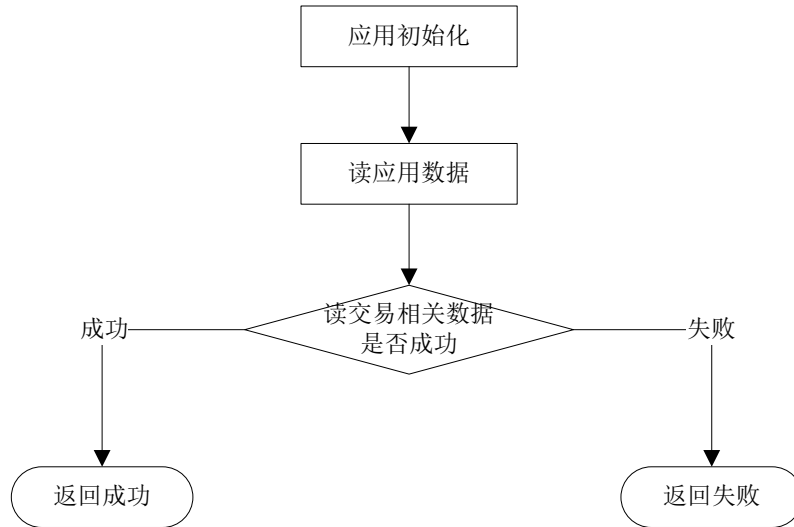 应用初始化
读应用数据
读交易相关数据
是否成功
成功
失败
返回成功
返回失败